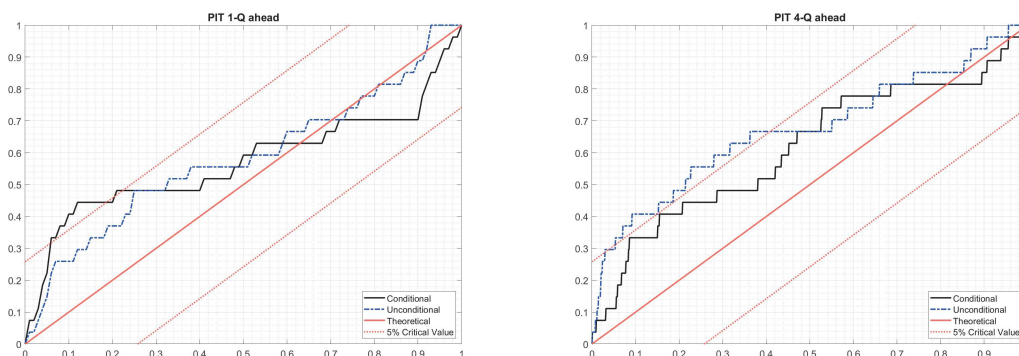 PIT 1-Q ahead
1
0.9
0.8
0.7
0.6
0.5
0.4
0.3
0.2
0.1
0
0 0.1 0.2 0.3 0.4 0.5 0.6 0.7 0.8 0.9 1
Conditional
Unconditional
Theoretical
5% Critical Value
PIT 4-Q ahead
1
0.9
0.8
0.7
0.6
0.5
0.4
0.3
0.2
0.1
0
0 0.1 0.2 0.3 0.4 0.5 0.6 0.7 0.8 0.9
Conditional
Unconditional
Theoretical
5% Critical Value